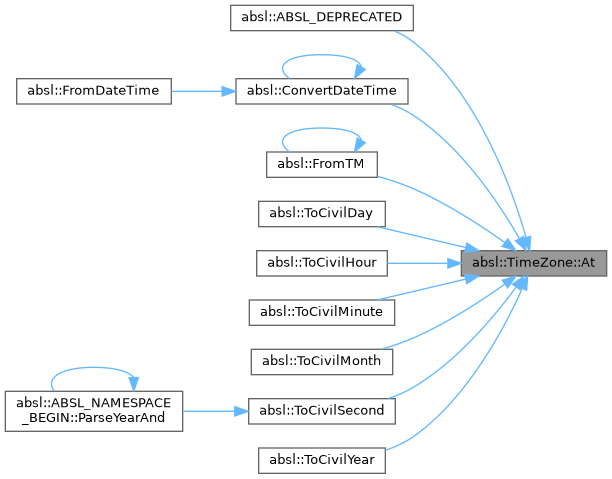 absl::ABSL_DEPRECATED
absl::FromDateTime
absl::ConvertDateTime
absl::FromTM
absl::ToCivilDay
absl::ToCivilHour
absl::TimeZone::At
absl::ToCivilMinute
absl::ToCivilMonth
absl::ABSL_NAMESPACE
_BEGIN::ParseYearAnd
absl::ToCivilSecond
absl::ToCivilYear